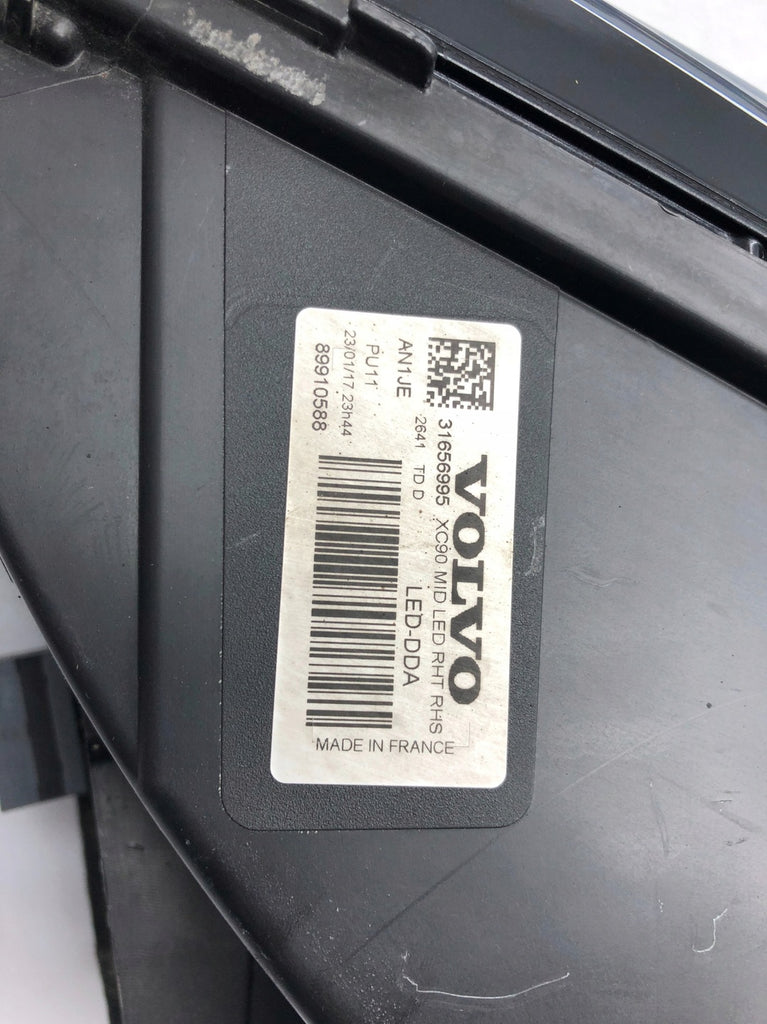 VOLVO
31656995 XC90 MID LED RHT RHS
2641 TD D
AN1JE
LED-DDA
PU11
23/01/17 23h44
89910588
MADE IN FRANCE